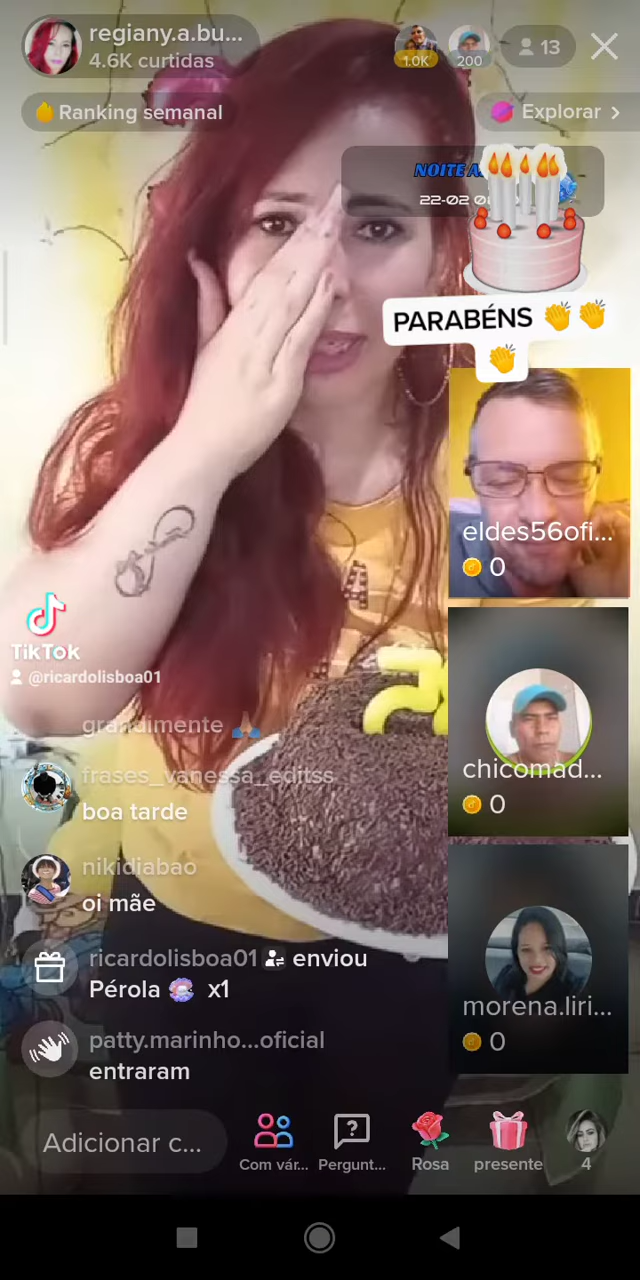 regiany.a.bu...
4.6K curtidas
1.0K
200
13
Ranking semanal
Explorar >
NOITE A
22-02
PARABÉNS 👏 👏
👏
eldes56ofi...
0
TikTok
@ricardolisboa01
grandimente 🙏🏽
chicomad...
0
frases_vanessa_editss
boa tarde
nikidiabao
oi mãe
ricardolisboa01 enviou
Pérola x1
morena.liri...
0
patty.marinho...oficial
entraram
Adicionar c...
Com vár...
Pergunt...
Rosa
presente
4